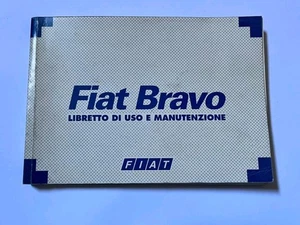 Fiat Bravo
LIBRETTO DI USO E MANUTENZIONE
FIAT